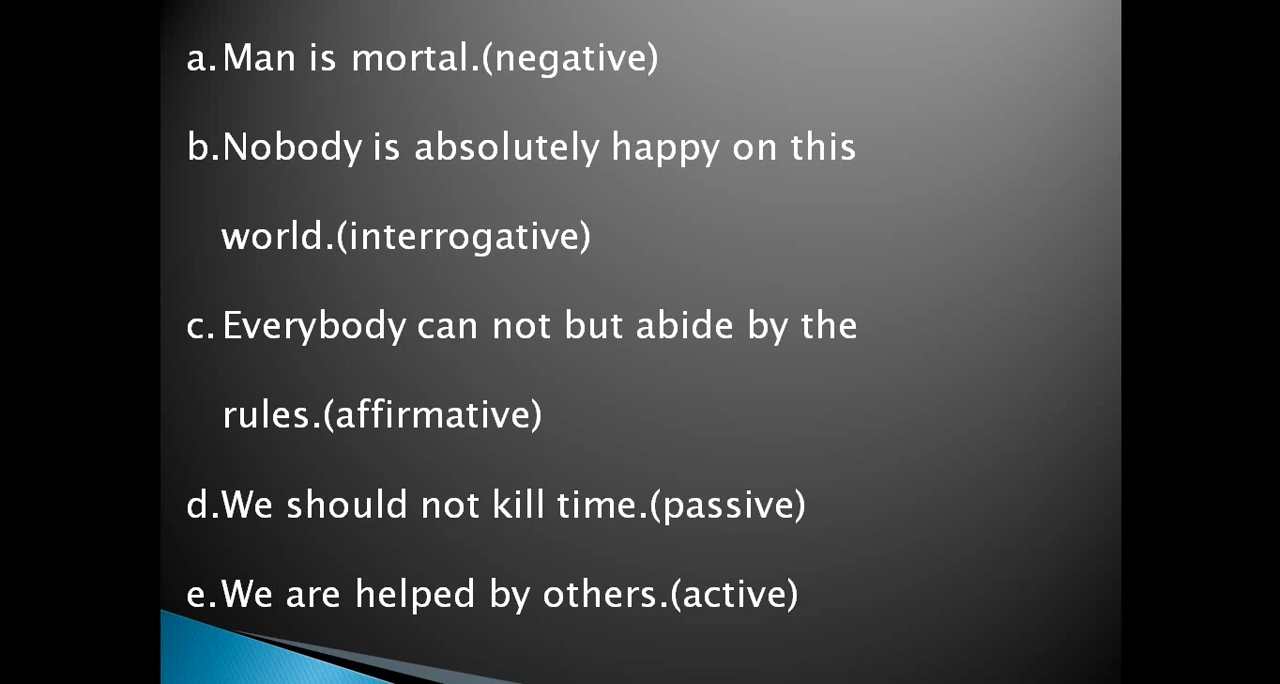 a.Man is mortal.(negative)
b.Nobody is absolutely happy on this
world.(interrogative)
c.Everybody can not but abide by the
rules.(affirmative)
d.We should not kill time.(passive)
e.We are helped by others.(active)